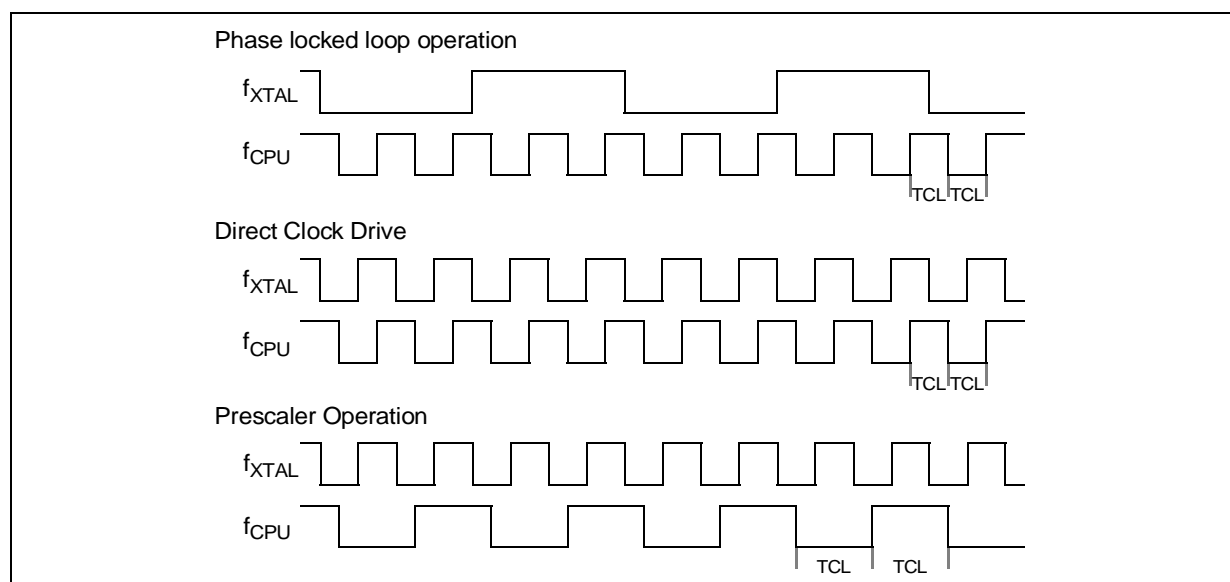 Phase locked loop operation
fXTAL
fCPU
TCL TCL
Direct Clock Drive
fXTAL
fCPU
TCL TCL
Prescaler Operation
fXTAL
fCPU
TCL TCL